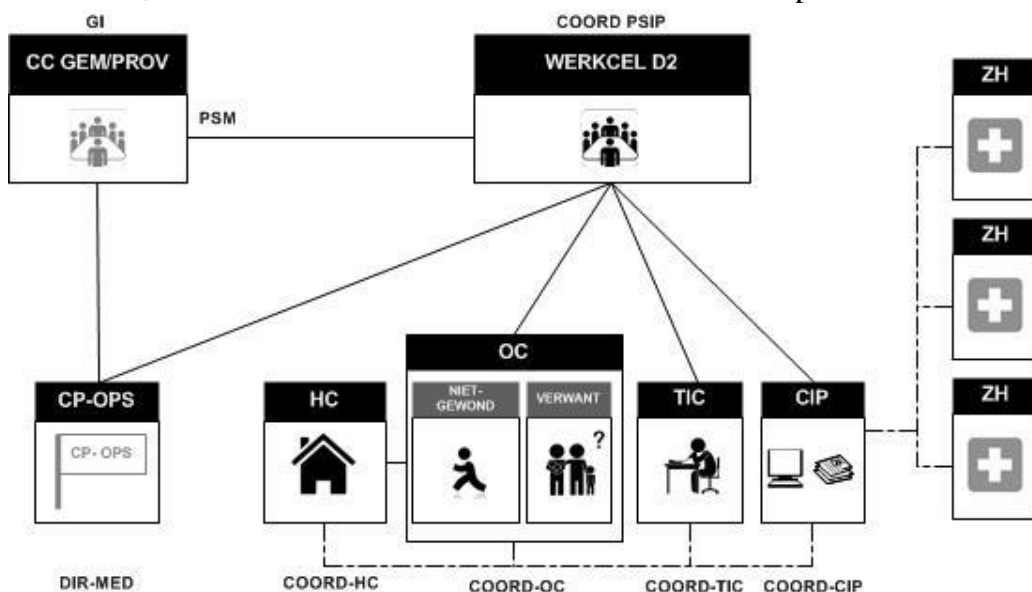 GI
COORD PSIP
CC GEM/PROV
WERKCEL D2
ZH
PSM
ZH
OC
NIET-
GEWOND
VERWANT
?
CP-OPS
HC
TIC
CIP
ZH
CP- OPS
DIR-MED
COORD-HC
COORD-OC
COORD-TIC
COORD-CIP